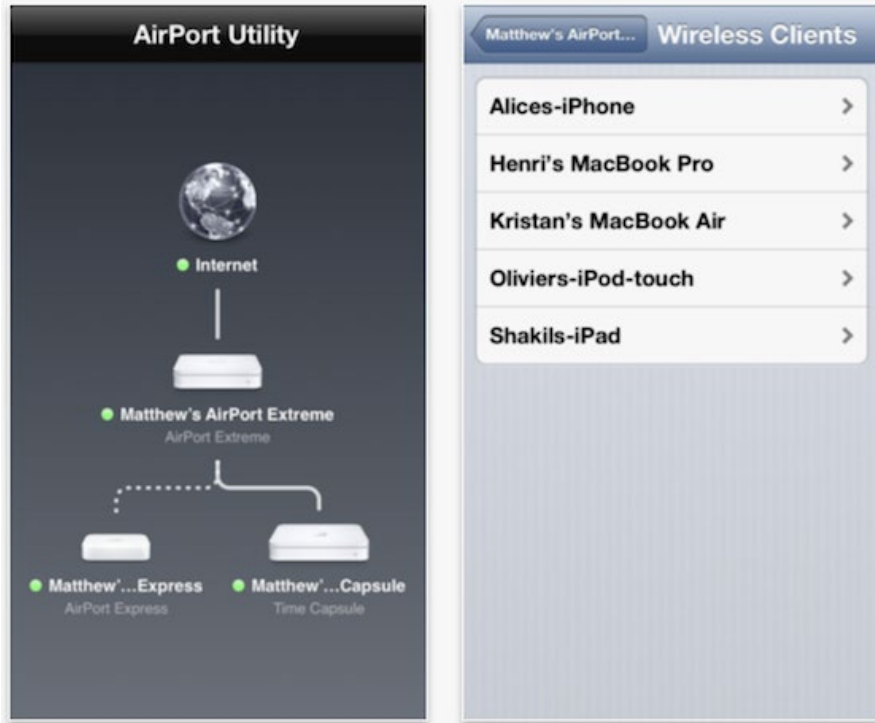 AirPort Utility
Internet
Matthew's AirPort Extreme
AirPort Extreme
Matthew'...Express
AirPort Express
Matthew'...Capsule
Time Capsule
Matthew's AirPort...
Wireless Clients
Alices-iPhone
Henri's MacBook Pro
Kristan's MacBook Air
Oliviers-iPod-touch
Shakils-iPad